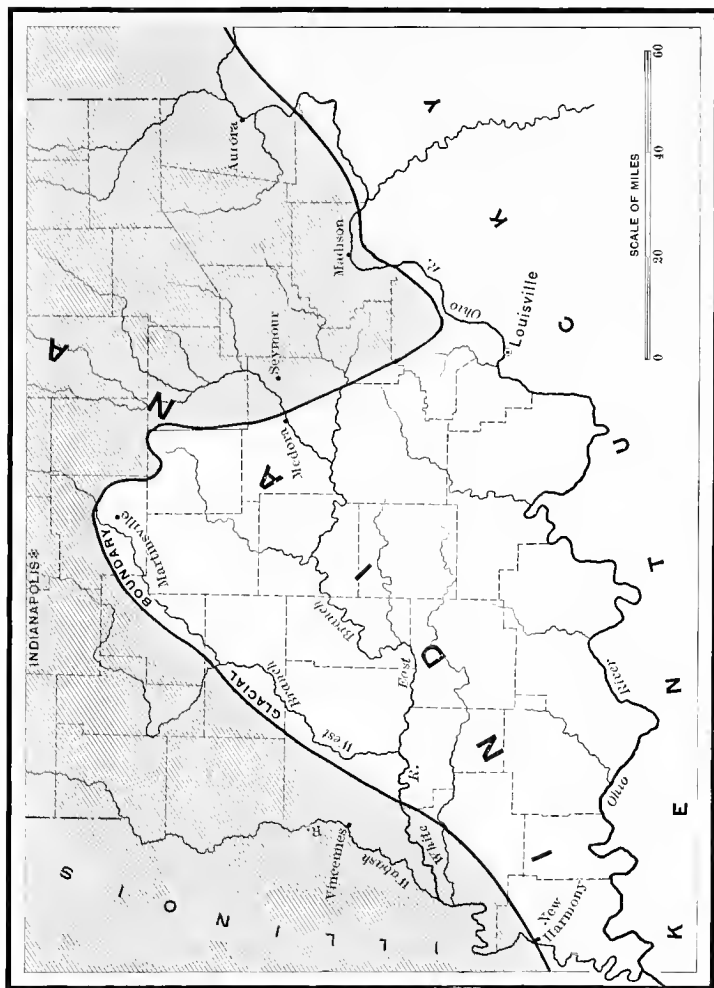 INDIANAPOLIS
ILLINOIS
INDIANA
KENTUCKY
GLACIAL BOUNDARY
Martinsville
Medora
Seymour
Madison
Aurora
Louisville
Vincennes
New
Harmony
Wabash R.
White R.
West Branch
East Branch
Ohio River
Ohio R.
SCALE OF MILES
0 20 40 60